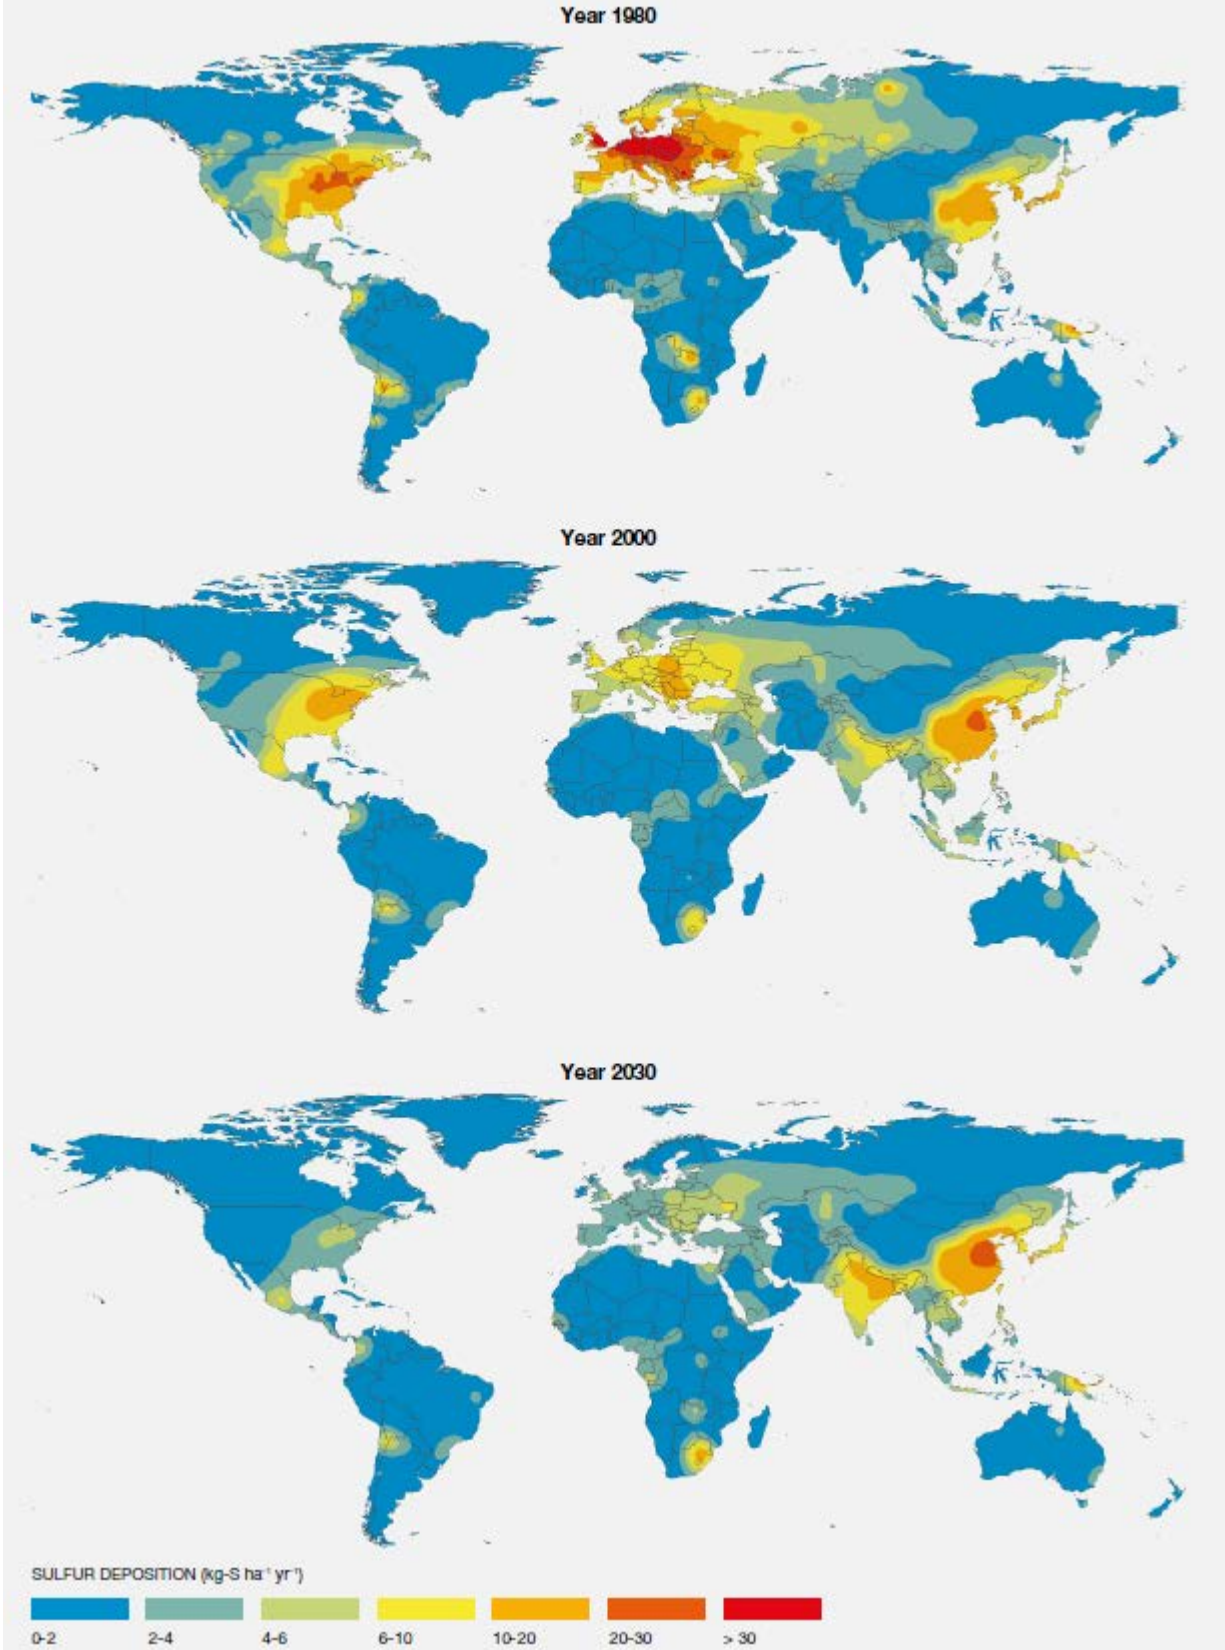 Year 1980
Year 2000
Year 2030
SULFUR DEPOSITION (kg-S ha⁻¹ yr⁻¹)
0-2 2-4 4-6 6-10 10-20 20-30 > 30